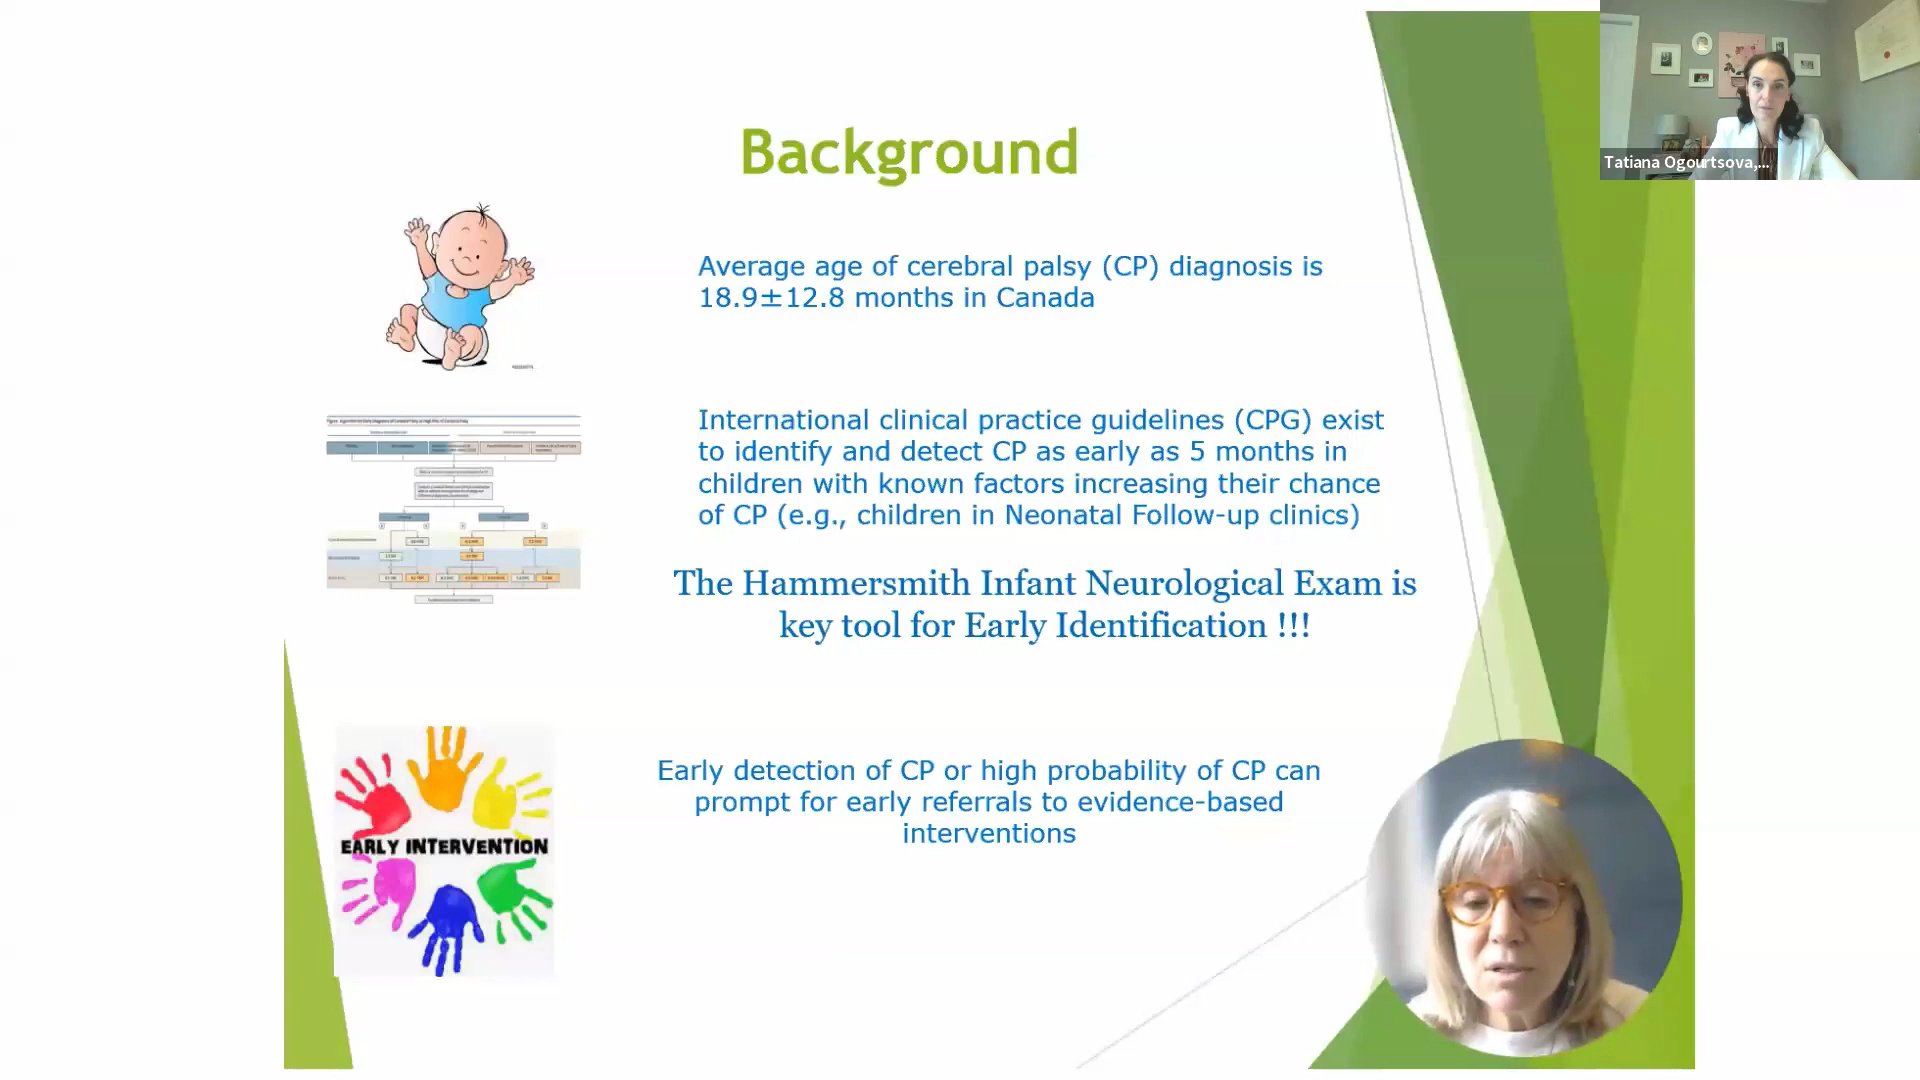 Background
Tatiana Ogourtsova,...
Average age of cerebral palsy (CP) diagnosis is
18.9±12.8 months in Canada
International clinical practice guidelines (CPG) exist
to identify and detect CP as early as 5 months in
children with known factors increasing their chance
of CP (e.g., children in Neonatal Follow-up clinics)
The Hammersmith Infant Neurological Exam is
key tool for Early Identification !!!
EARLY INTERVENTION
Early detection of CP or high probability of CP can
prompt for early referrals to evidence-based
interventions